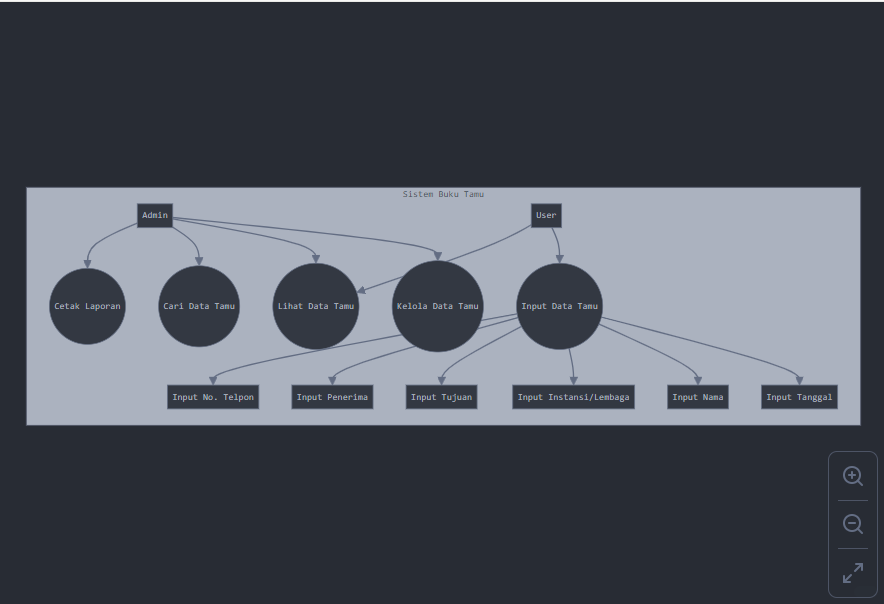 Sistem Buku Tamu
Admin
User
Cetak Laporan
Cari Data Tamu
Lihat Data Tamu
Kelola Data Tamu
Input Data Tamu
Input No. Telpon
Input Penerima
Input Tujuan
Input Instansi/Lembaga
Input Nama
Input Tanggal